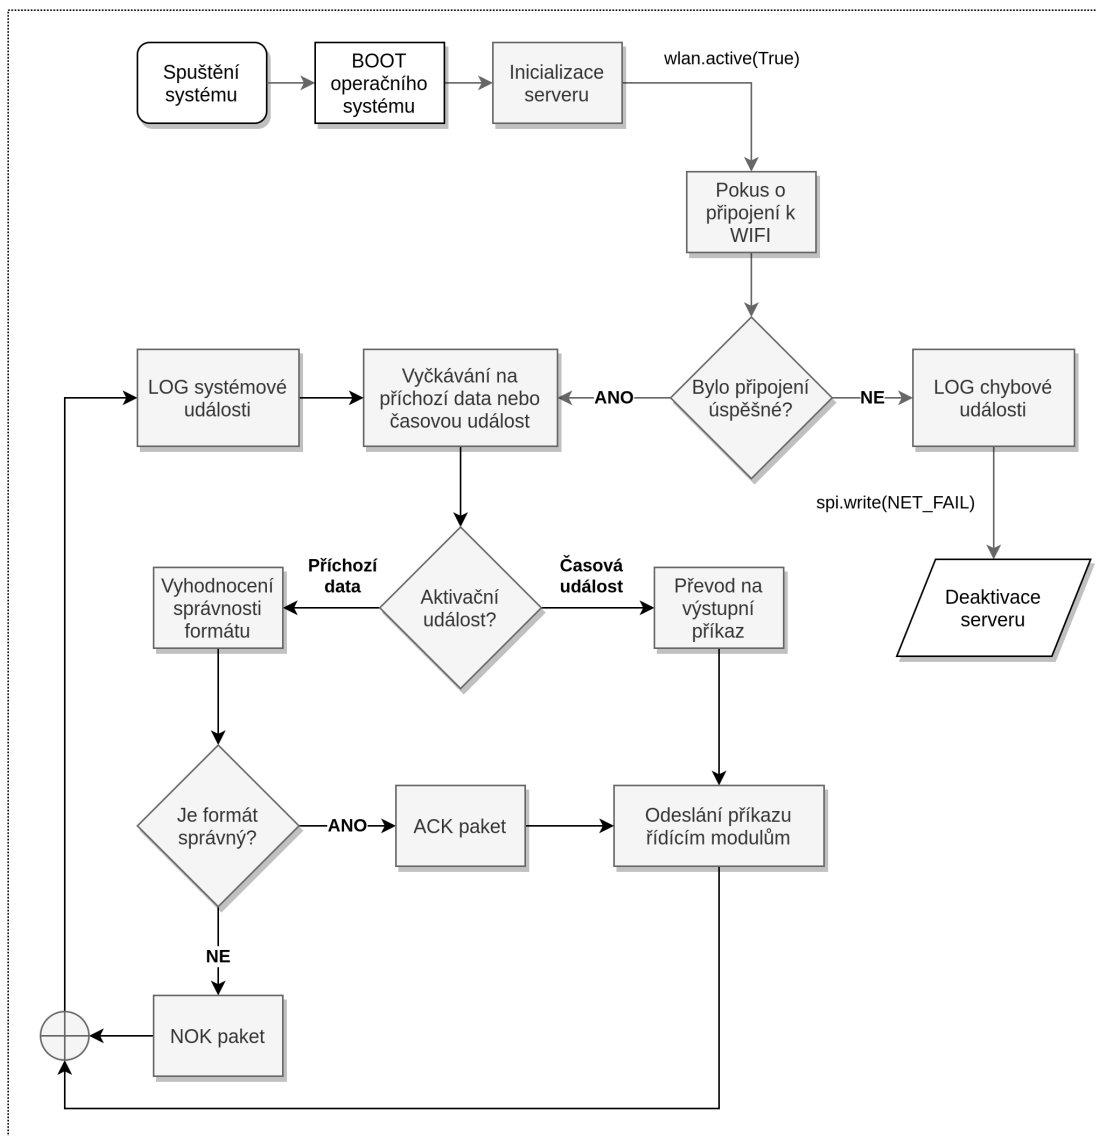 Spuštění
systému
BOOT
operačního
systému
Inicializace
serveru
wlan.active(True)
Pokus o
připojení k
WIFI
LOG systémové
události
Vyčkávání na
příchozí data nebo
časovou událost
ANO
Bylo připojení
úspěšné?
NE
LOG chybové
události
spi.write(NET_FAIL)
Deaktivace
serveru
Vyhodnocení
správnosti
formátu
Příchozí
data
Aktivační
událost?
Časová
událost
Převod na
výstupní
příkaz
Je formát
správný?
ANO
ACK paket
Odeslání příkazu
řídícím modulům
NE
NOK paket